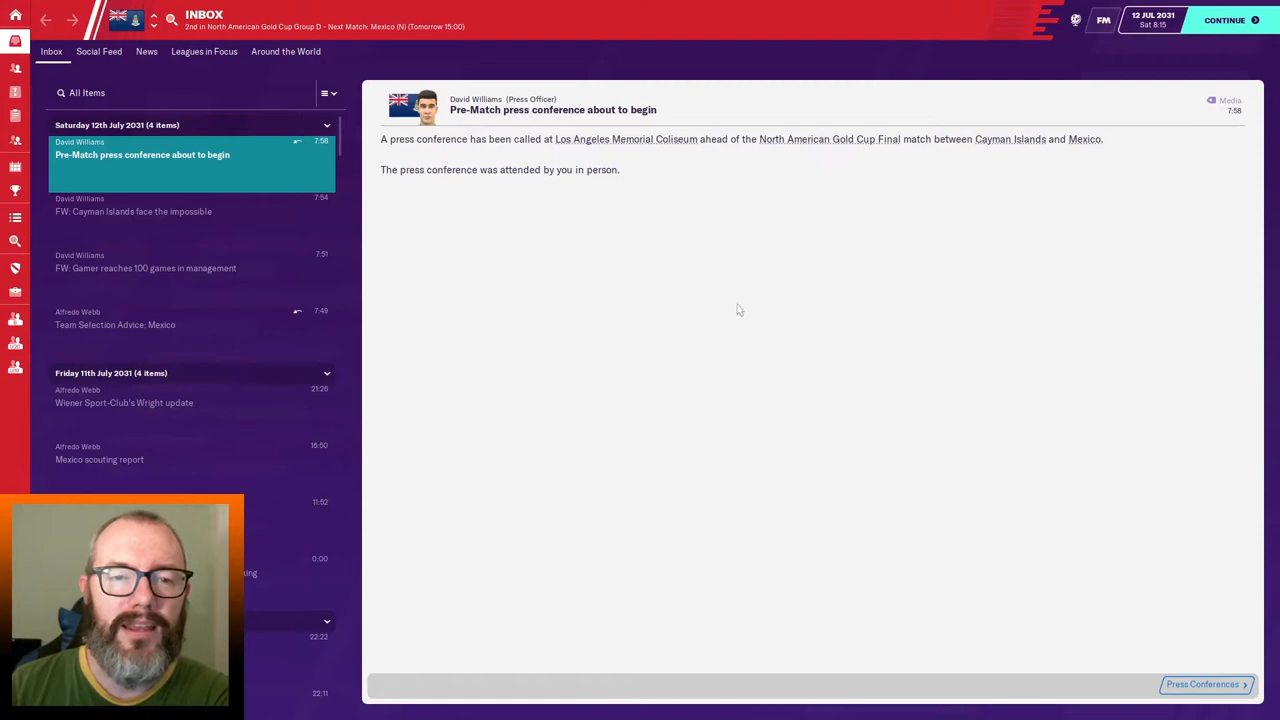 INBOX
2nd in North American Gold Cup Group D - Next Match: Mexico (N) (Tomorrow 15:00)
FM
12 JUL 2031
Sat 8:15
CONTINUE
Inbox
Social Feed
News
Leagues in Focus
Around the World
All Items
Saturday 12th July 2031 (4 items)
David Williams
7:58
Pre-Match press conference about to begin
David Williams
7:54
FW: Cayman Islands face the impossible
David Williams
7:51
FW: Gamer reaches 100 games in management
Alfredo Webb
7:49
Team Selection Advice: Mexico
Friday 11th July 2031 (4 items)
Alfredo Webb
21:26
Wiener Sport-Club's Wright update
Alfredo Webb
16:50
Mexico scouting report
11:52
0:00
22:22
22:11
David Williams (Press Officer)
Pre-Match press conference about to begin
Media
7:58
A press conference has been called at Los Angeles Memorial Coliseum ahead of the North American Gold Cup Final match between Cayman Islands and Mexico.
The press conference was attended by you in person.
Press Conferences